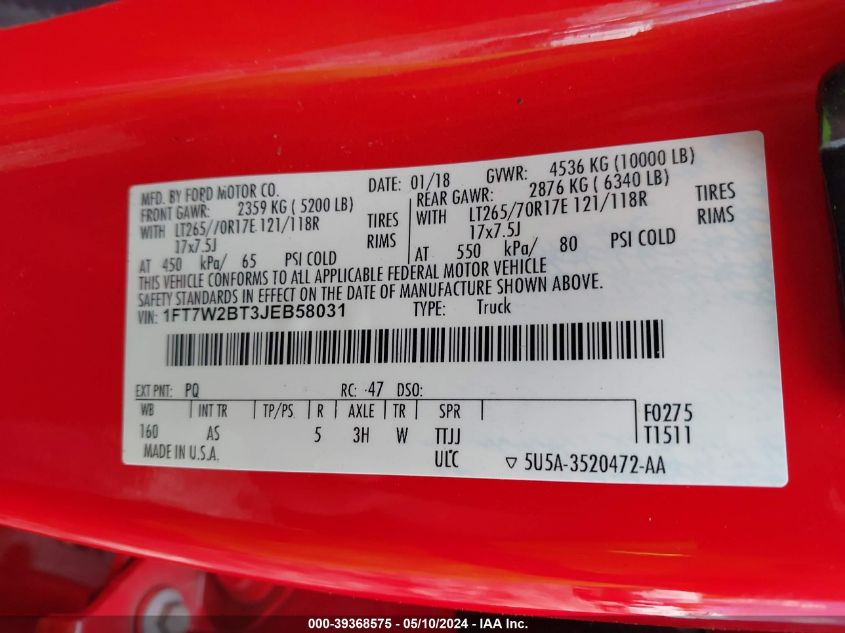 MFD. BY FORD MOTOR CO. DATE: 01/18 GVWR: 4536 KG (10000 LB)
FRONT GAWR: 2359 KG ( 5200 LB) REAR GAWR: 2876 KG ( 6340 LB)
WITH LT265//70R17E 121/118R TIRES WITH LT265/70R17E 121/118R TIRES
17x7.5J RIMS 17x7.5J RIMS
AT 450 kPa/ 65 PSI COLD AT 550 kPa/ 80 PSI COLD
THIS VEHICLE CONFORMS TO ALL APPLICABLE FEDERAL MOTOR VEHICLE
SAFETY STANDARDS IN EFFECT ON THE DATE OF MANUFACTURE SHOWN ABOVE.
VIN: 1FT7W2BT3JEB58031 TYPE: Truck
EXT PNT: PQ RC: 47 DSO:
WB INT TR TP/PS R AXLE TR SPR F0275
160 AS 5 3H W TTJJ T1511
MADE IN U.S.A. ULC ▽ 5U5A-3520472-AA
000-39368575 - 05/10/2024 - IAA Inc.